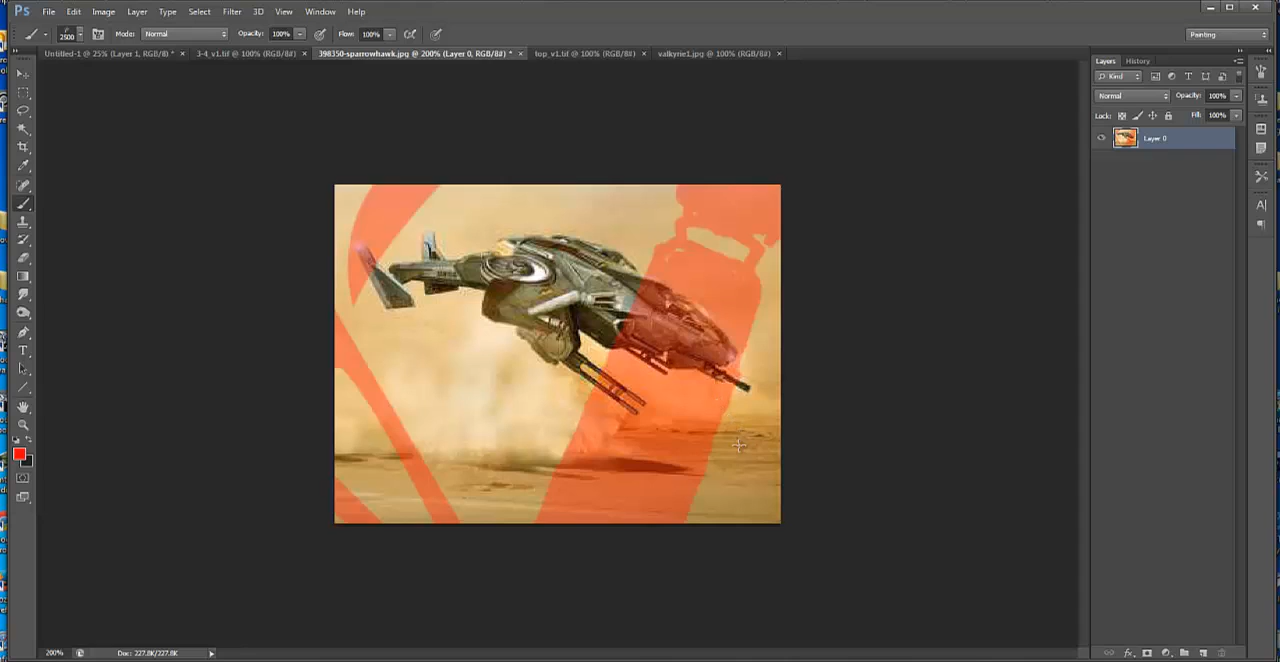 Ps File Edit Image Layer Type Select Filter 3D View Window Help
2500 Mode: Normal Opacity: 100% Flow: 100% Painting
Untitled-1 @ 25% (Layer 1, RGB/8) * × 3-4_v1.tif @ 100% (RGB/8#) × 398350-sparrowhawk.jpg @ 200% (Layer 0, RGB/8#) * × top_v1.tif @ 100% (RGB/8#) × valkyrie1.jpg @ 100% (RGB/8#) ×
Layers History
Kind
Normal Opacity: 100%
Lock: Fill: 100%
Layer 0
200% Doc: 227.8K/227.8K